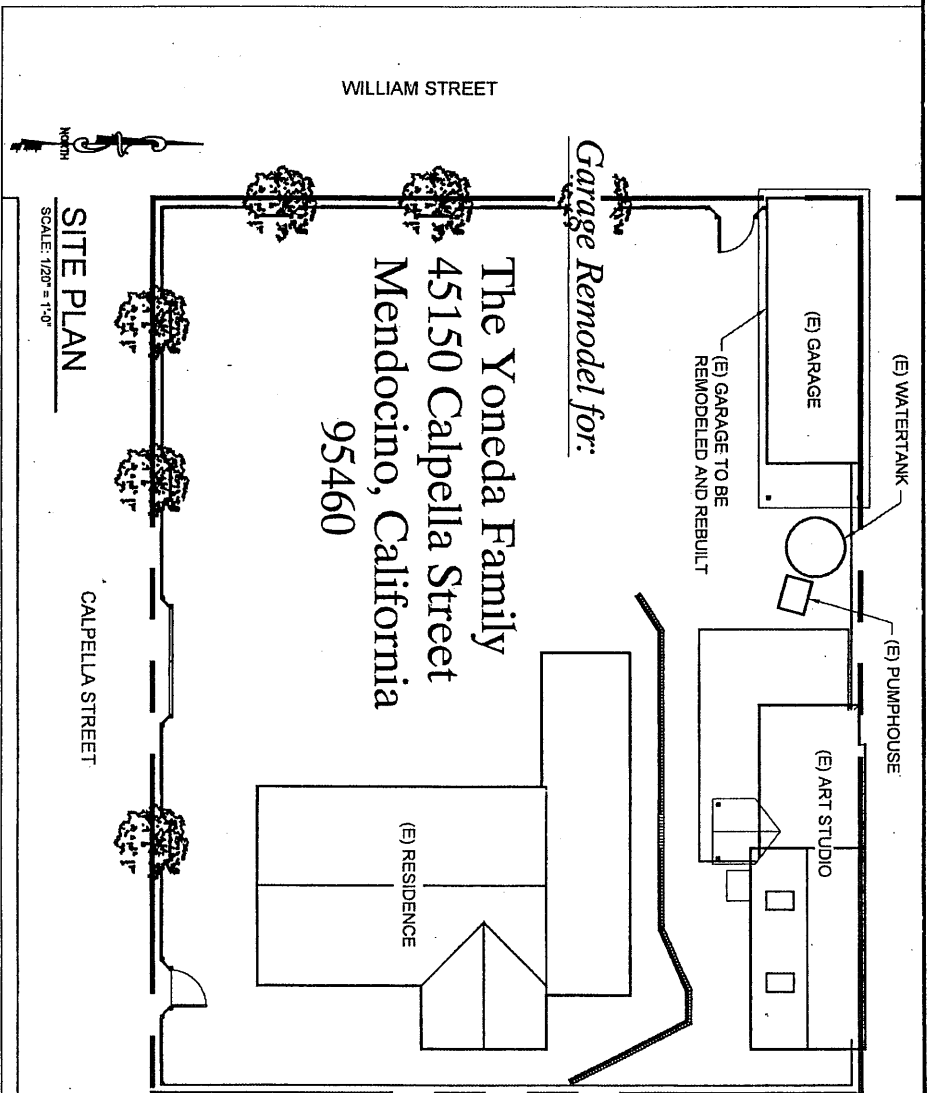 WILLIAM STREET
NORTH
SITE PLAN
SCALE: 1/20" = 1'-0"
Garage Remodel for:
The Yoneda Family
45150 Calpella Street
Mendocino, California
95460
(E) WATERTANK
(E) GARAGE
(E) GARAGE TO BE
REMODELED AND REBUILT
(E) PUMPHOUSE
(E) ART STUDIO
(E) RESIDENCE
CALPELLA STREET